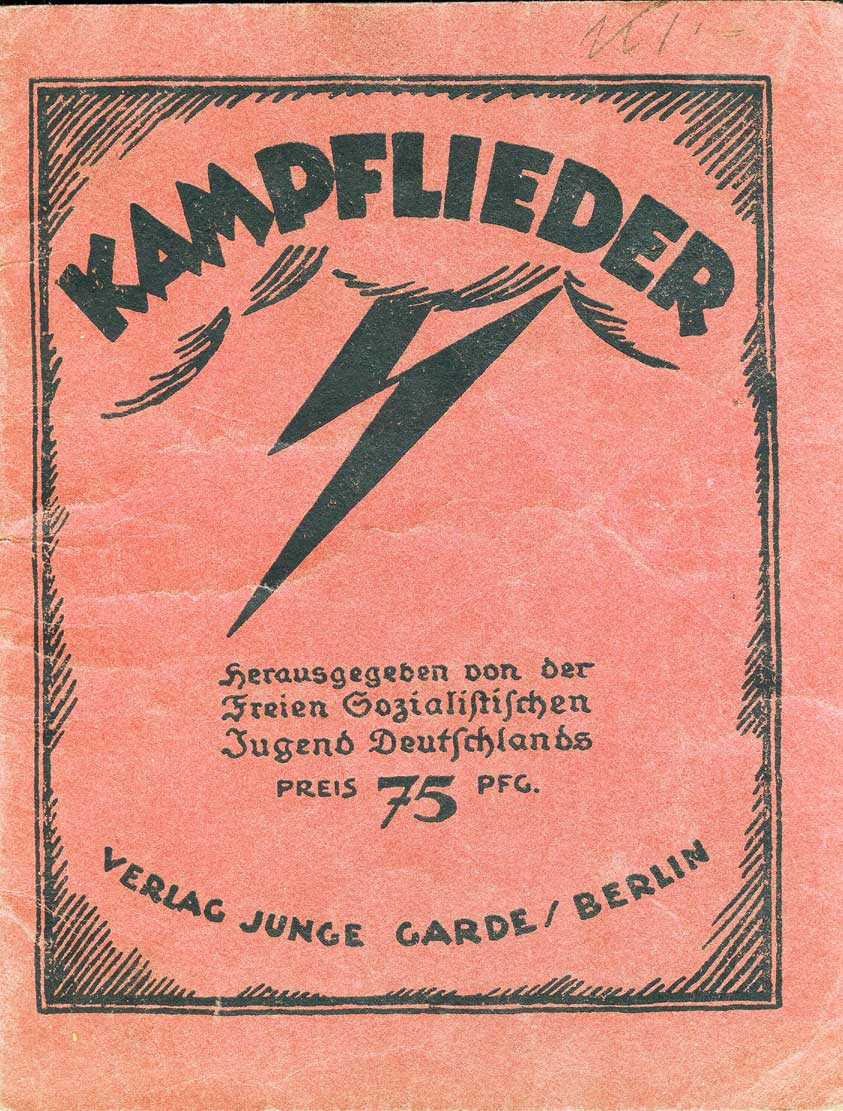 KAMPFLIEDER
Herausgegeben von der
Freien Sozialistischen
Jugend Deutschlands
PREIS 75 PFG.
VERLAG JUNGE GARDE / BERLIN